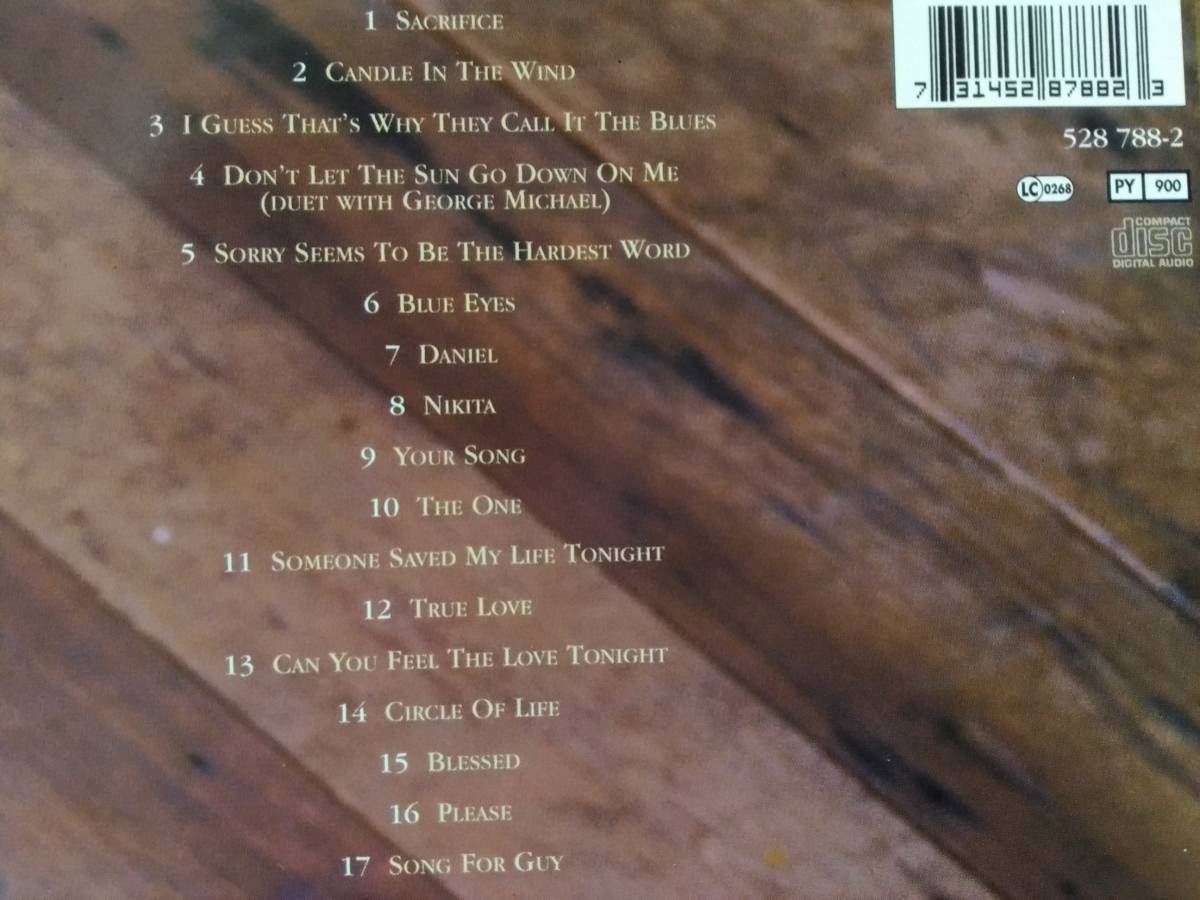 1 Sacrifice
2 Candle In The Wind
3 I Guess That's Why They Call It The Blues
4 Don't Let The Sun Go Down On Me
(duet with George Michael)
5 Sorry Seems To Be The Hardest Word
6 Blue Eyes
7 Daniel
8 Nikita
9 Your Song
10 The One
11 Someone Saved My Life Tonight
12 True Love
13 Can You Feel The Love Tonight
14 Circle Of Life
15 Blessed
16 Please
17 Song For Guy
7 31452 87882 3
528 788-2
LC 0268
PY 900
COMPACT
disc
DIGITAL AUDIO